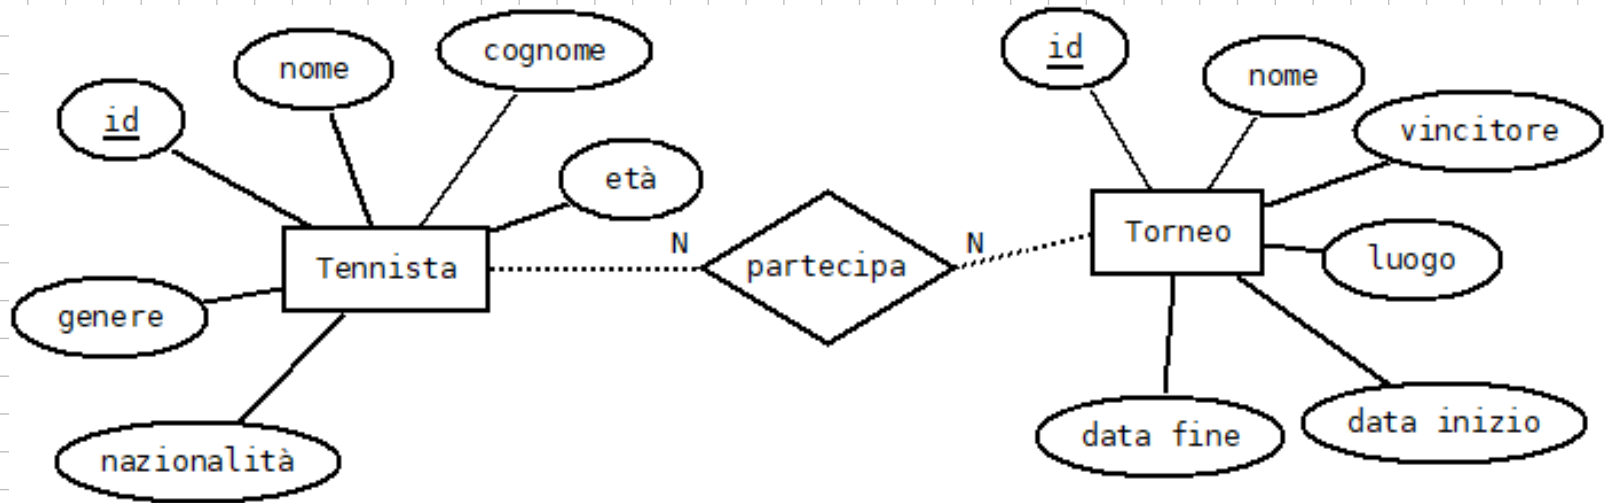 id
nome
cognome
età
Tennista
genere
nazionalità
N
partecipa
N
id
nome
vincitore
Torneo
luogo
data fine
data inizio